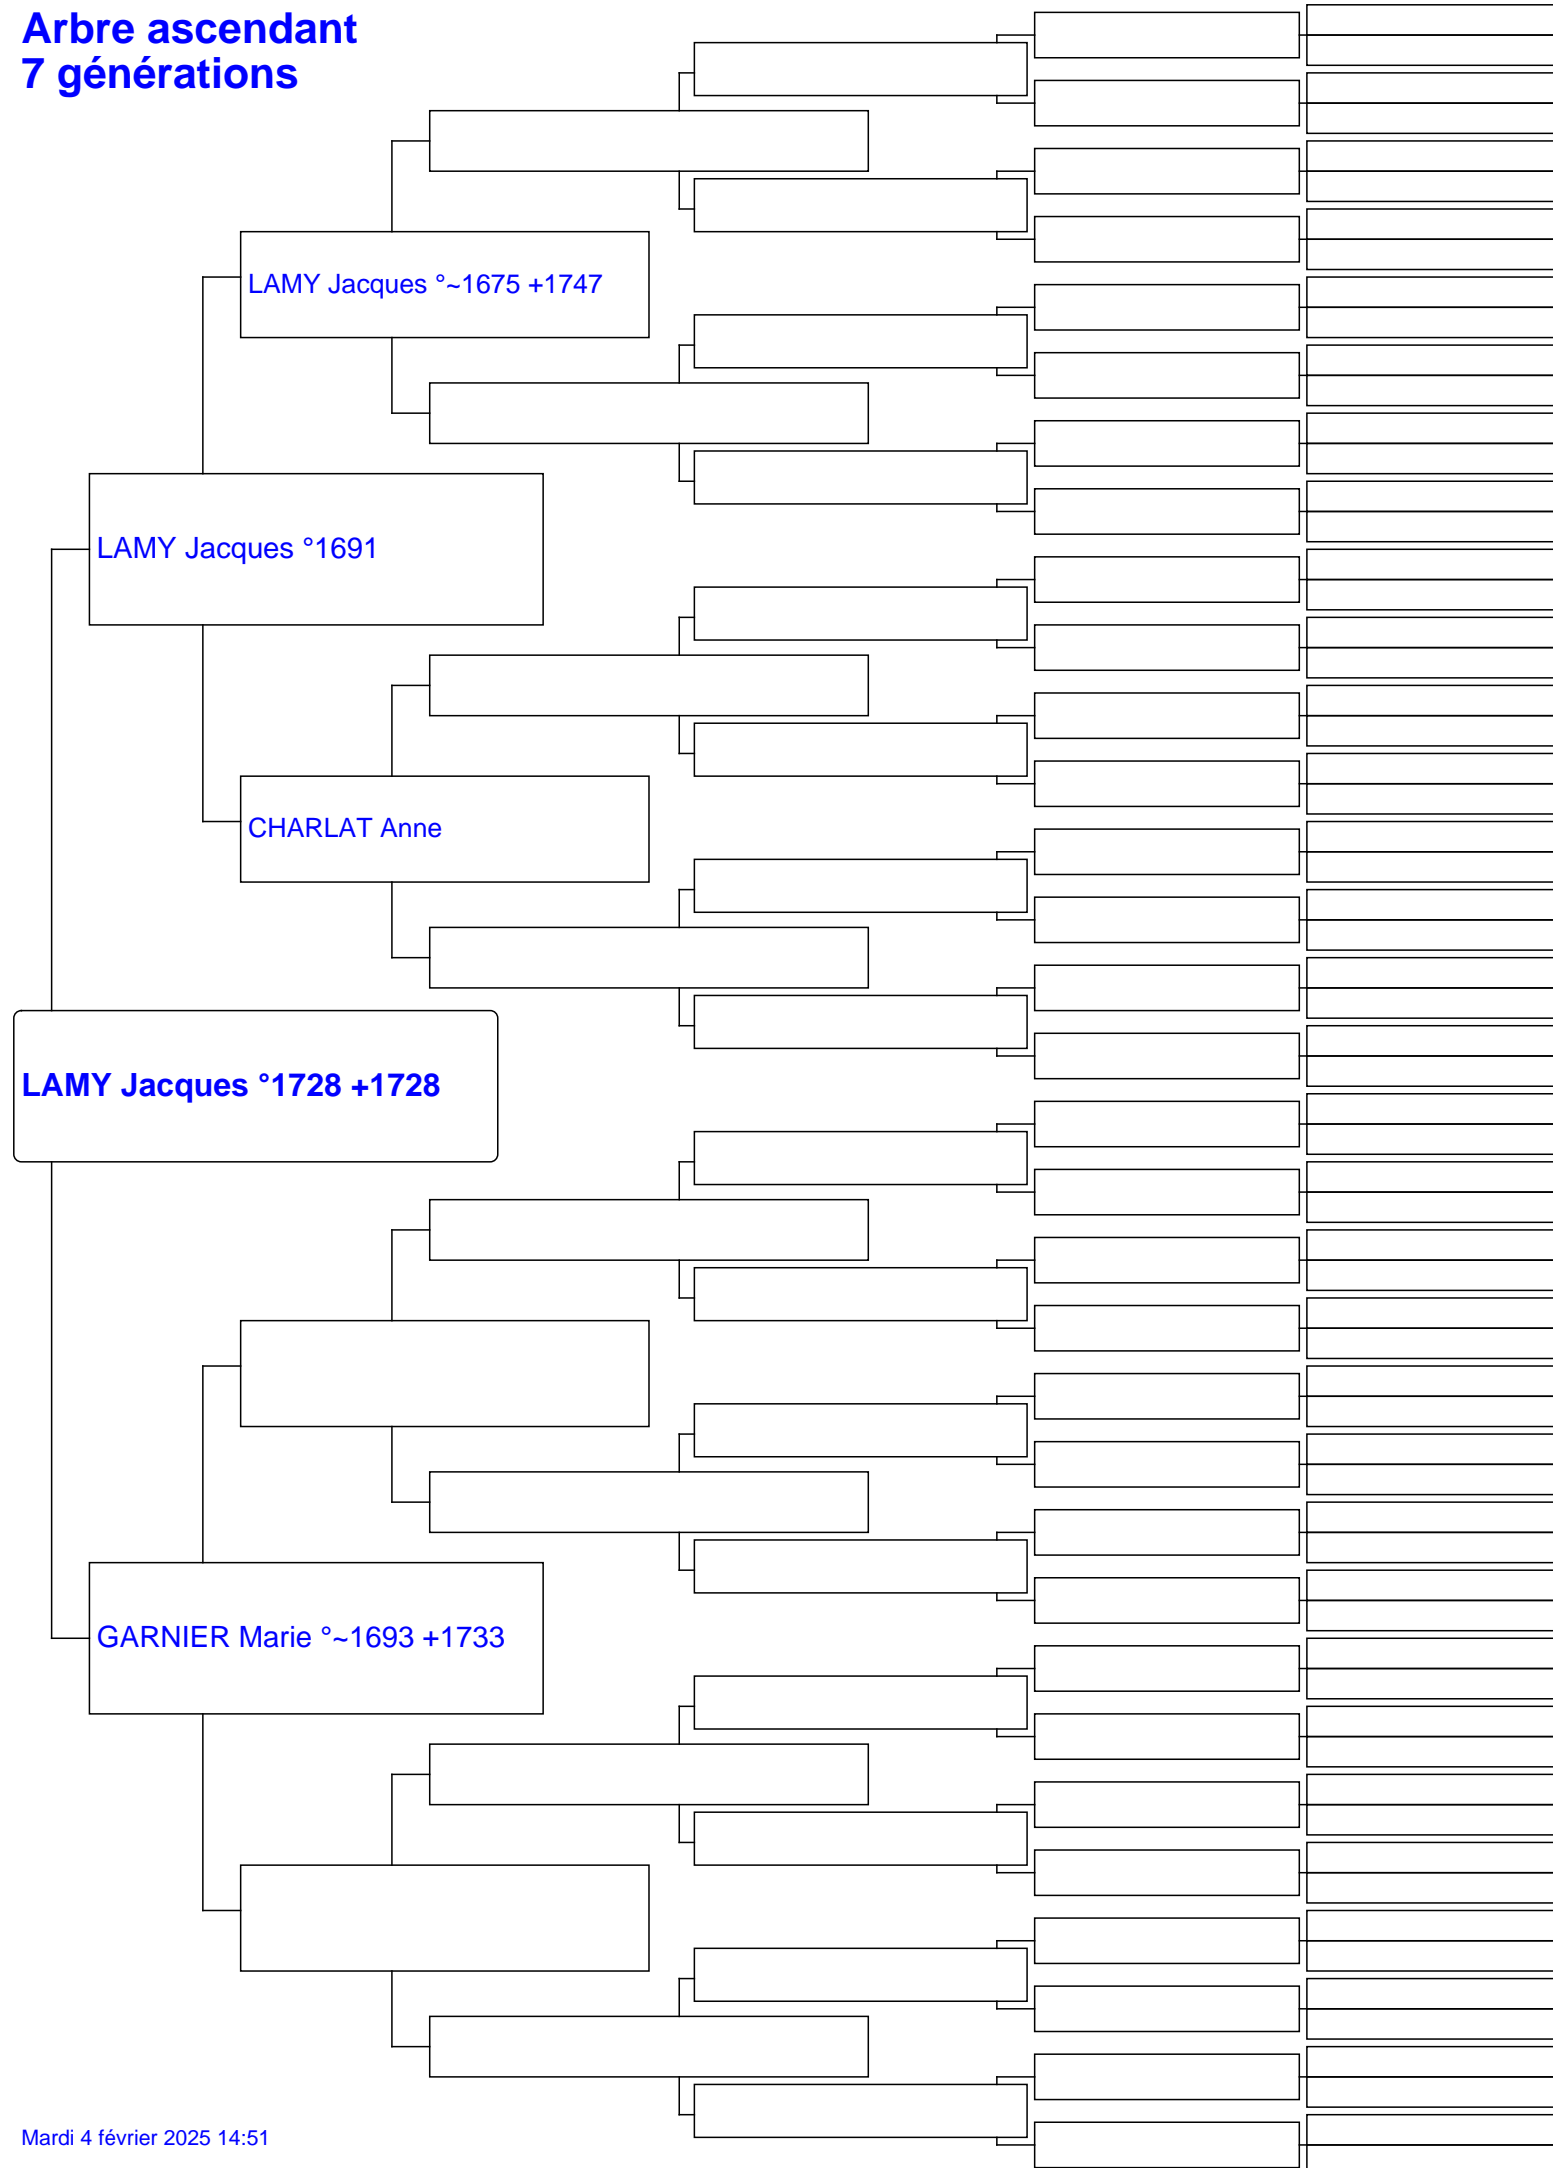 Arbre ascendant
7 générations
LAMY Jacques °~1675 +1747
LAMY Jacques °1691
CHARLAT Anne
LAMY Jacques °1728 +1728
GARNIER Marie °~1693 +1733
Mardi 4 février 2025 14:51